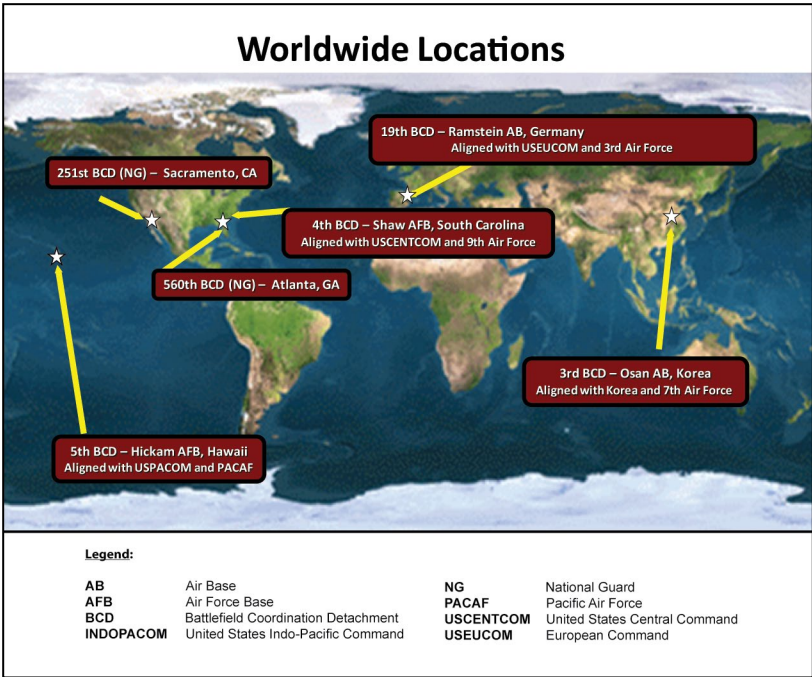 Worldwide Locations
19th BCD – Ramstein AB, Germany
Aligned with USEUCOM and 3rd Air Force
251st BCD (NG) – Sacramento, CA
4th BCD – Shaw AFB, South Carolina
Aligned with USCENTCOM and 9th Air Force
560th BCD (NG) – Atlanta, GA
3rd BCD – Osan AB, Korea
Aligned with Korea and 7th Air Force
5th BCD – Hickam AFB, Hawaii
Aligned with USPACOM and PACAF
Legend:
AB Air Base
AFB Air Force Base
BCD Battlefield Coordination Detachment
INDOPACOM United States Indo-Pacific Command
NG National Guard
PACAF Pacific Air Force
USCENTCOM United States Central Command
USEUCOM European Command